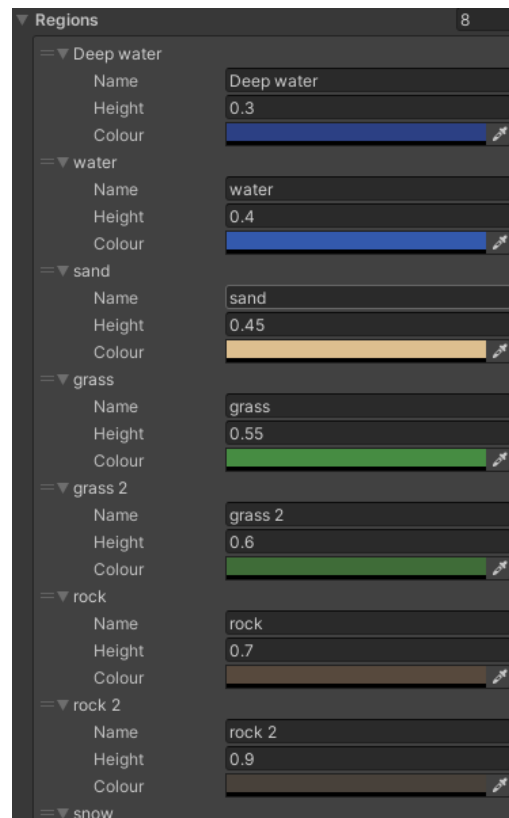 Regions 8
Deep water
Name Deep water
Height 0.3
Colour
water
Name water
Height 0.4
Colour
sand
Name sand
Height 0.45
Colour
grass
Name grass
Height 0.55
Colour
grass 2
Name grass 2
Height 0.6
Colour
rock
Name rock
Height 0.7
Colour
rock 2
Name rock 2
Height 0.9
Colour
snow